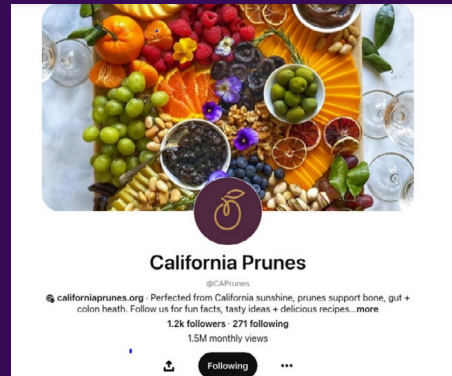 California Prunes
@CAPrunes
californiaprunes.org · Perfected from California sunshine, prunes support bone, gut +
colon heath. Follow us for fun facts, tasty ideas + delicious recipes...more
1.2k followers · 271 following
1.5M monthly views
Following